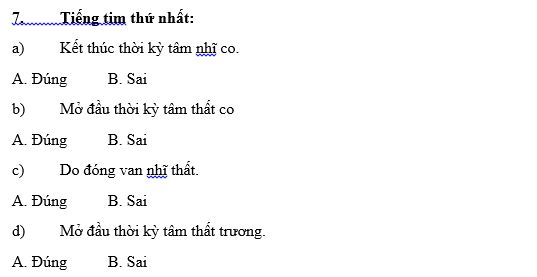 7. Tiếng tim thứ nhất:
a) Kết thúc thời kỳ tâm nhĩ co.
A. Đúng B. Sai
b) Mở đầu thời kỳ tâm thất co
A. Đúng B. Sai
c) Do đóng van nhĩ thất.
A. Đúng B. Sai
d) Mở đầu thời kỳ tâm thất trương.
A. Đúng B. Sai